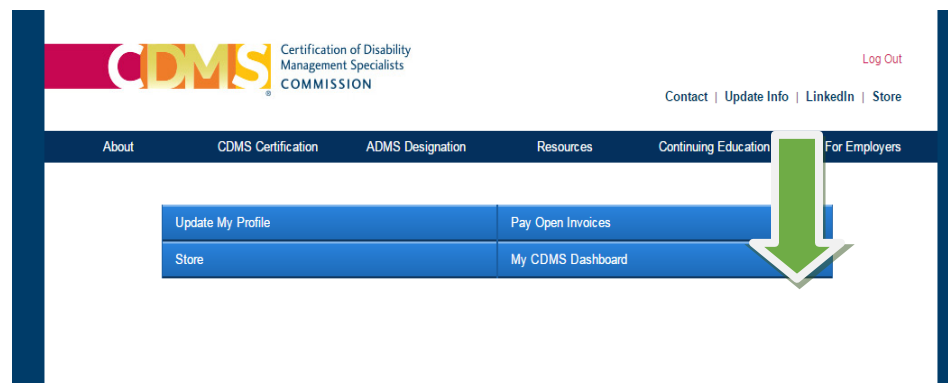 CDMS®
Certification of Disability
Management Specialists
COMMISSION
Log Out
Contact | Update Info | LinkedIn | Store
About CDMS Certification ADMS Designation Resources Continuing Education For Employers
Update My Profile Pay Open Invoices
Store My CDMS Dashboard